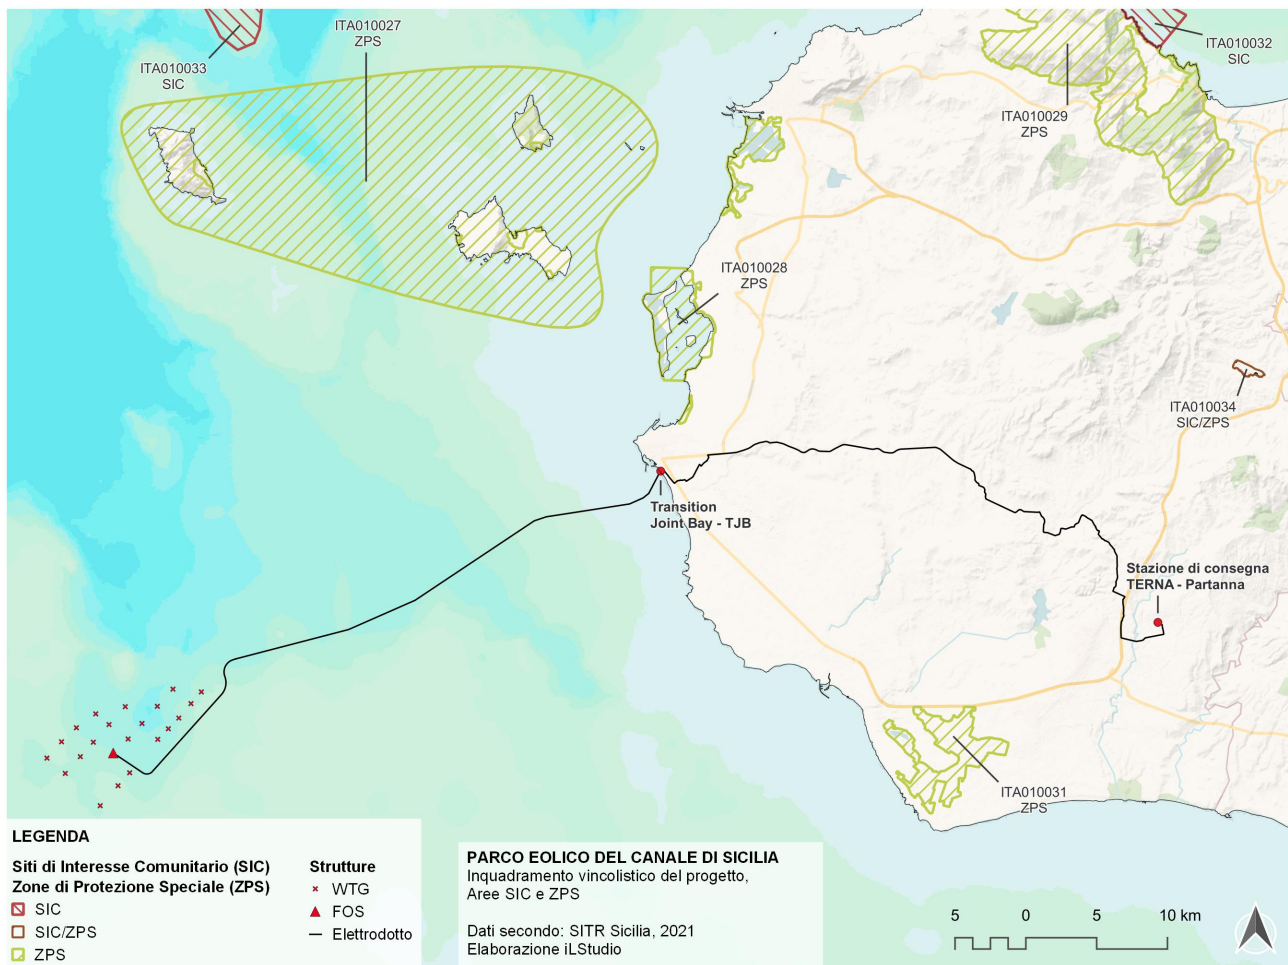 ITA010027
ZPS
ITA010033
SIC
ITA010032
SIC
ITA010029
ZPS
ITA010028
ZPS
ITA010034
SIC/ZPS
Transition
Joint Bay - TJB
Stazione di consegna
TERNA - Partanna
ITA010031
ZPS
LEGENDA
Siti di Interesse Comunitario (SIC)
Zone di Protezione Speciale (ZPS)
SIC
SIC/ZPS
ZPS
Strutture
WTG
FOS
Elettrodotto
PARCO EOLICO DEL CANALE DI SICILIA
Inquadramento vincolistico del progetto,
Aree SIC e ZPS
Dati secondo: SITR Sicilia, 2021
Elaborazione iLStudio
5 0 5 10 km